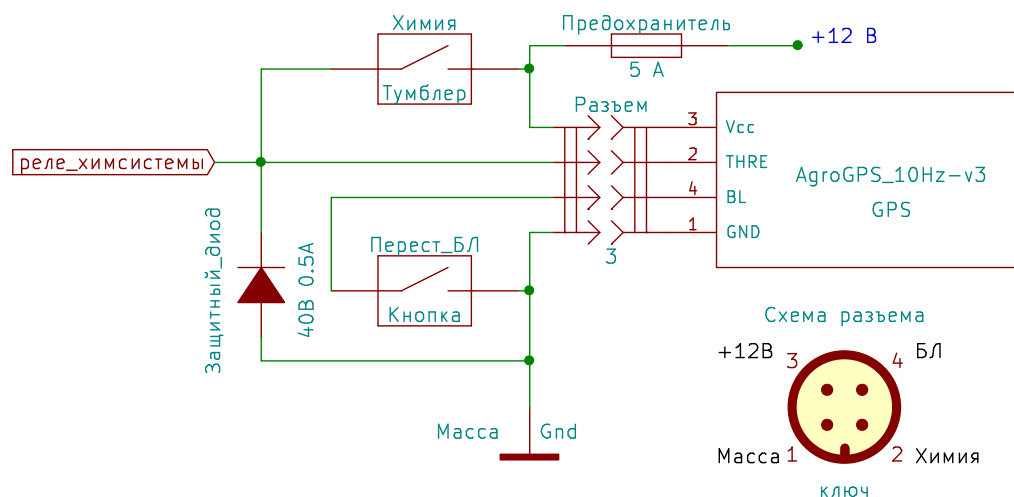 Химия
Предохранитель
+12 В
Тумблер
5 А
Разъем
реле_химсистемы
3 Vcc
2 THRE
4 BL
1 GND
AgroGPS_10Hz-v3
GPS
3
Перест_БЛ
Кнопка
Защитный_диод
40В 0.5А
Масса Gnd
Схема разъема
+12В 3 4 БЛ
Масса 1 2 Химия
ключ